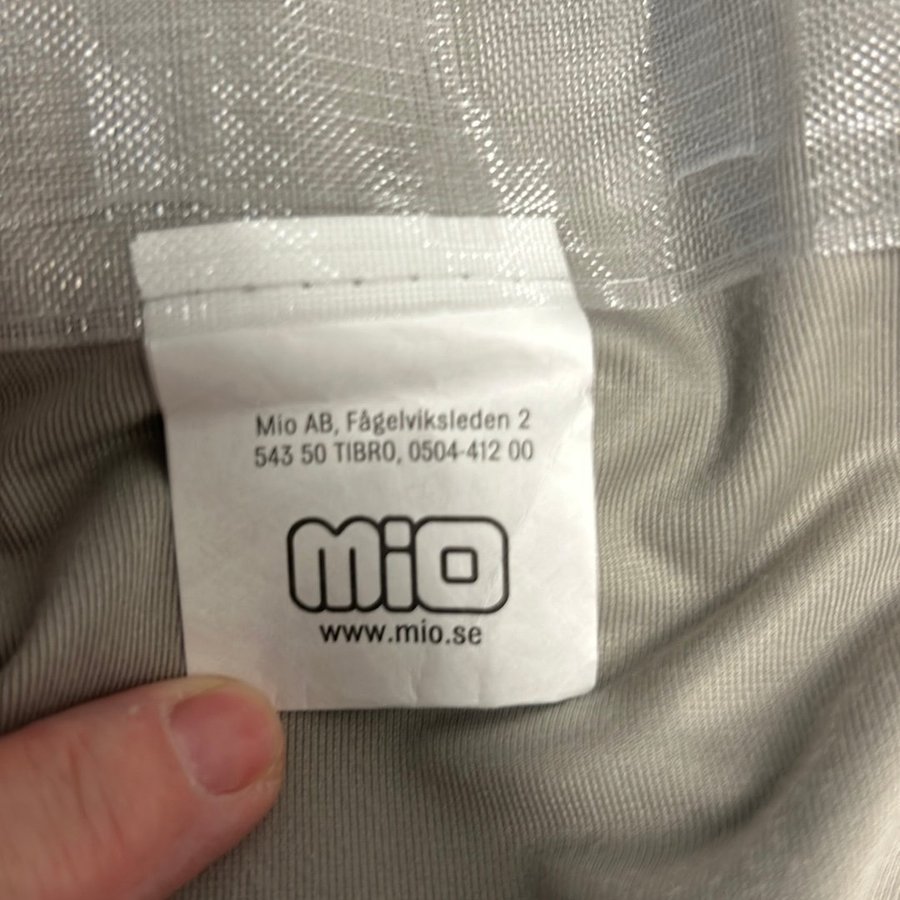 Mio AB, Fågelviksleden 2
543 50 TIBRO, 0504-412 00
mio
www.mio.se